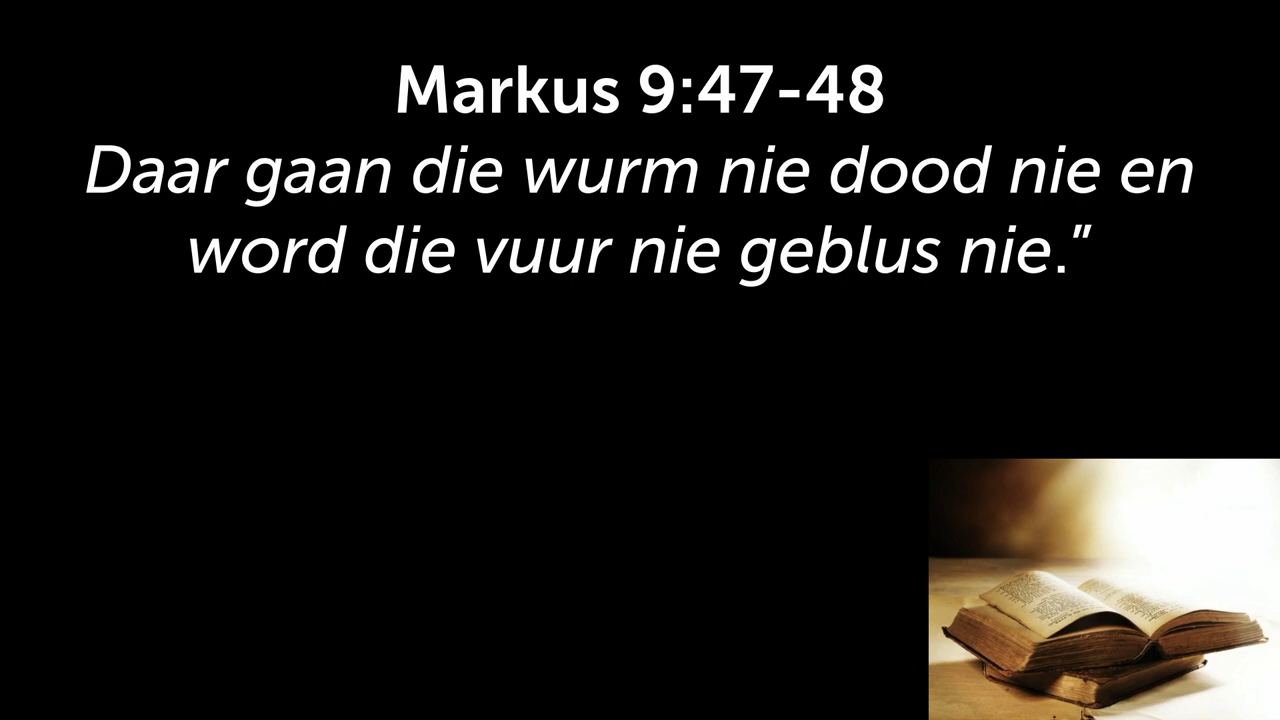 Markus 9:47-48
Daar gaan die wurm nie dood nie en
word die vuur nie geblus nie."